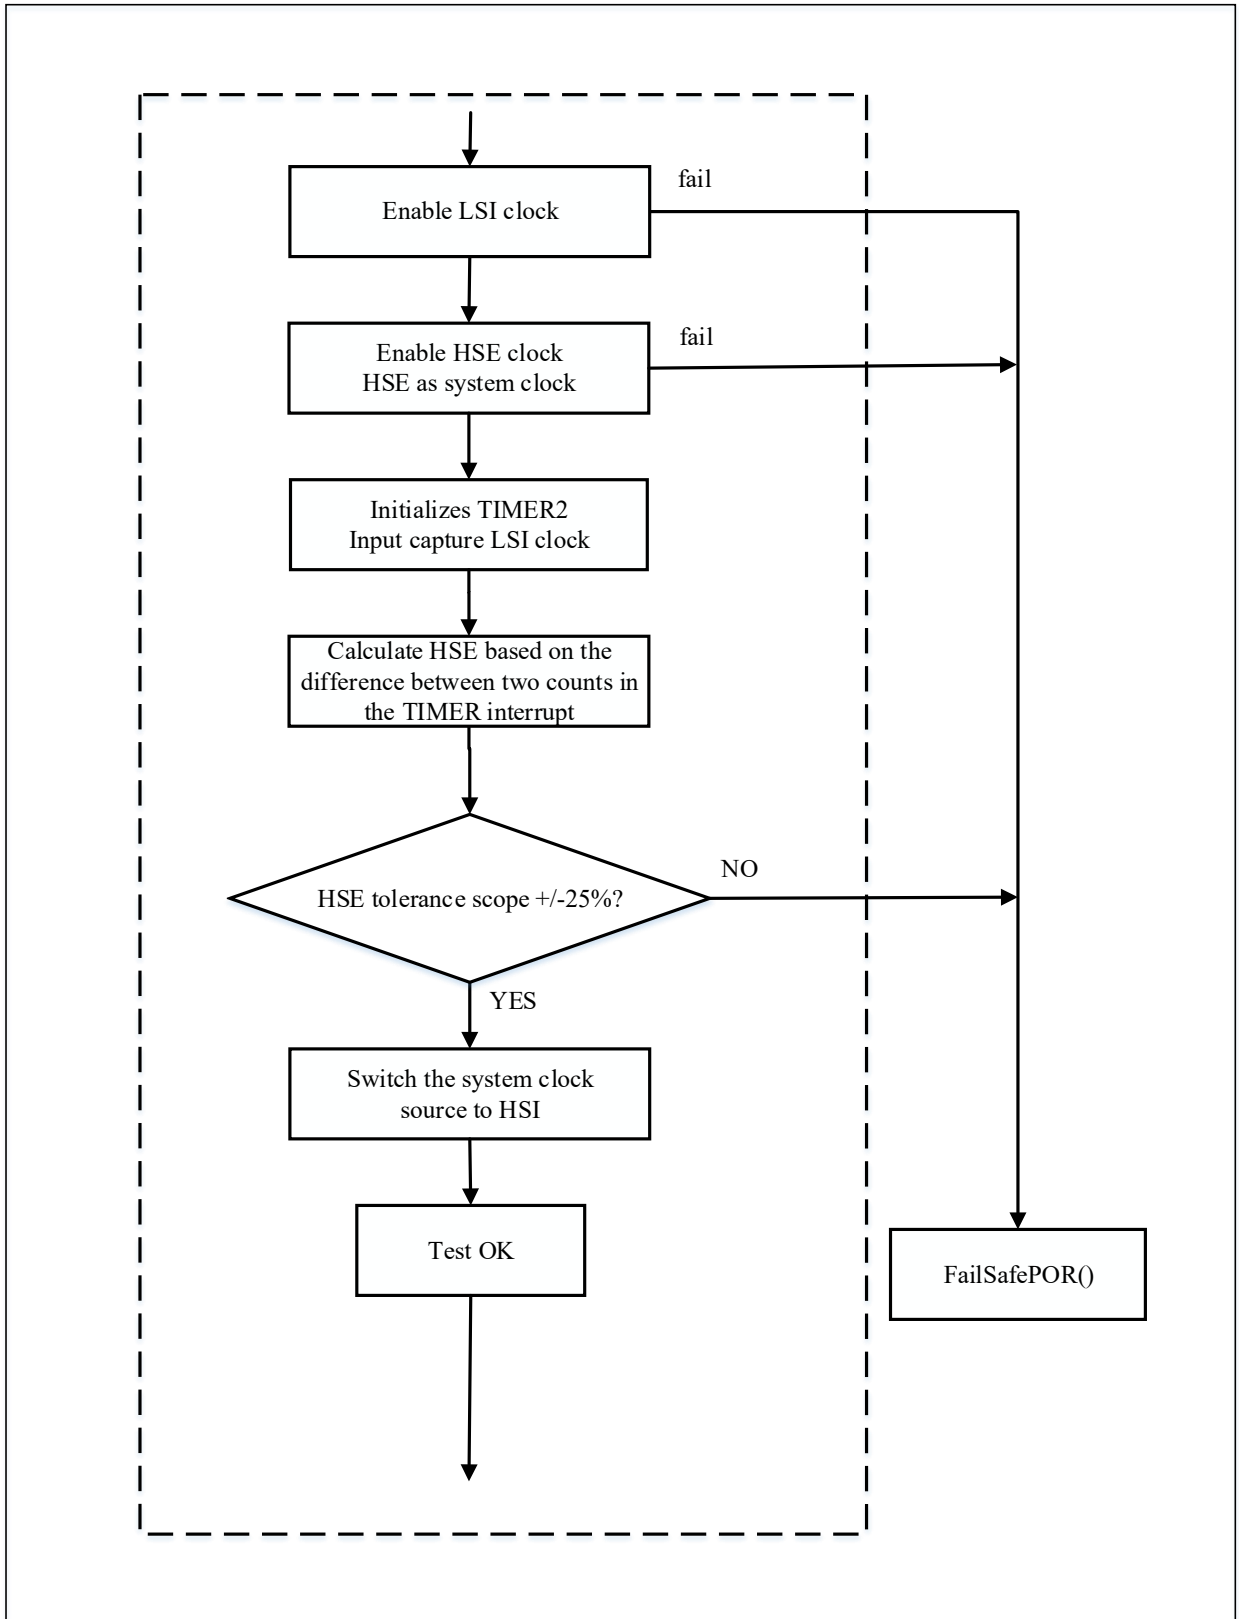 fail
Enable LSI clock
fail
Enable HSE clock
HSE as system clock
Initializes TIMER2
Input capture LSI clock
Calculate HSE based on the
difference between two counts in
the TIMER interrupt
NO
HSE tolerance scope +/-25%?
YES
Switch the system clock
source to HSI
Test OK
FailSafePOR()